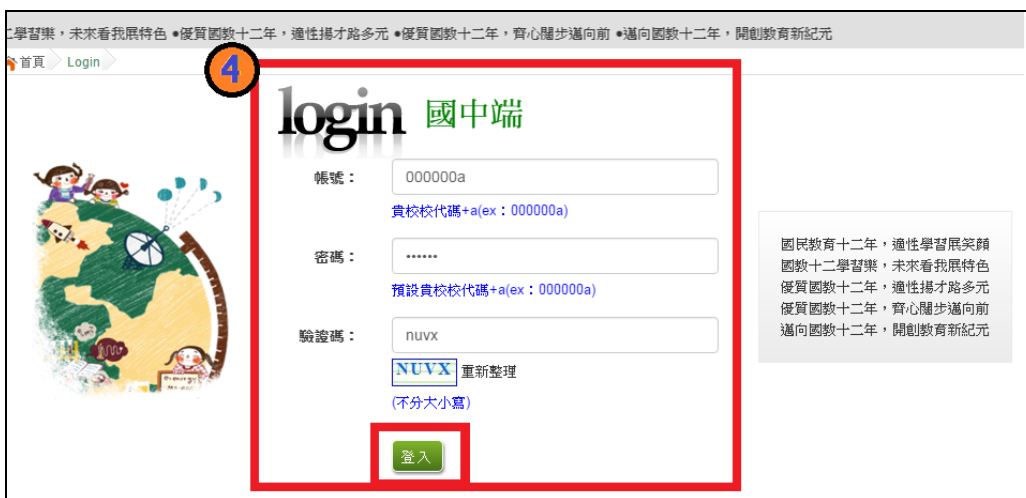 二學習樂，未來看我展特色 ●優質國教十二年，適性揚才路多元 ●優質國教十二年，齊心闊步邁向前 ●邁向國教十二年，開創教育新紀元
首頁 Login
4
login 國中端
帳號： 000000a
貴校校代碼+a(ex：000000a)
密碼： ••••••
預設貴校校代碼+a(ex：000000a)
驗證碼： nuvx
NUVX 重新整理
(不分大小寫)
登入
國民教育十二年，適性學習展笑顏
國教十二學習樂，未來看我展特色
優質國教十二年，適性揚才路多元
優質國教十二年，齊心闊步邁向前
邁向國教十二年，開創教育新紀元